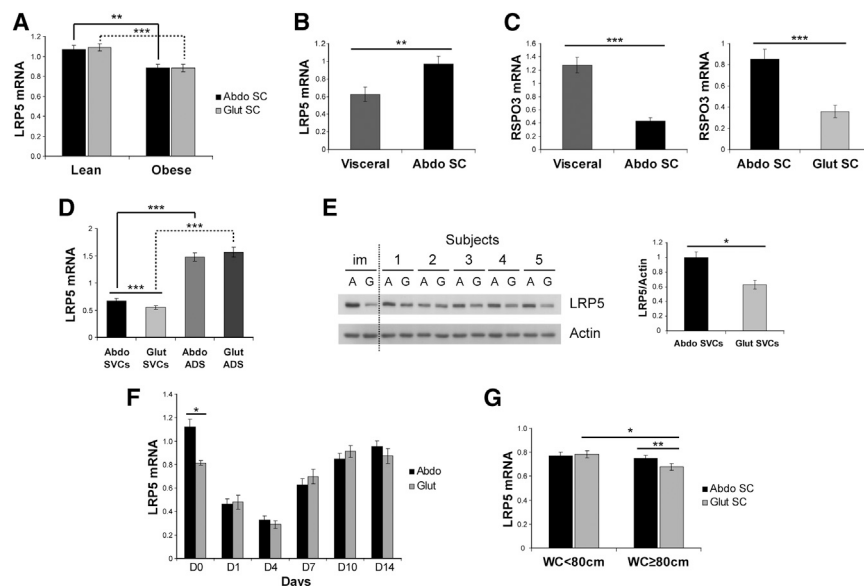 A
LRP5 mRNA
1.2
1.0
0.8
0.6
0.4
0.2
0.0
**
***
Abdo SC
Glut SC
Lean
Obese
B
LRP5 mRNA
1.2
1
0.8
0.6
0.4
0.2
0
**
Visceral
Abdo SC
C
RSPO3 mRNA
1.6
1.4
1.2
1
0.8
0.6
0.4
0.2
0
***
Visceral
Abdo SC
RSPO3 mRNA
1
0.8
0.6
0.4
0.2
0
***
Abdo SC
Glut SC
D
LRP5 mRNA
2
1.5
1
0.5
0
***
***
***
Abdo SVCs
Glut SVCs
Abdo ADS
Glut ADS
E
Subjects
im 1 2 3 4 5
A G A G A G A G A G A G
LRP5
Actin
LRP5/Actin
1.2
1.0
0.8
0.6
0.4
0.2
0
*
Abdo SVCs
Glut SVCs
F
LRP5 mRNA
1.4
1.2
1.0
0.8
0.6
0.4
0.2
0.0
*
Abdo
Glut
D0 D1 D4 D7 D10 D14
Days
G
LRP5 mRNA
1.0
0.8
0.6
0.4
0.2
0
*
**
Abdo SC
Glut SC
WC<80cm
WC≥80cm